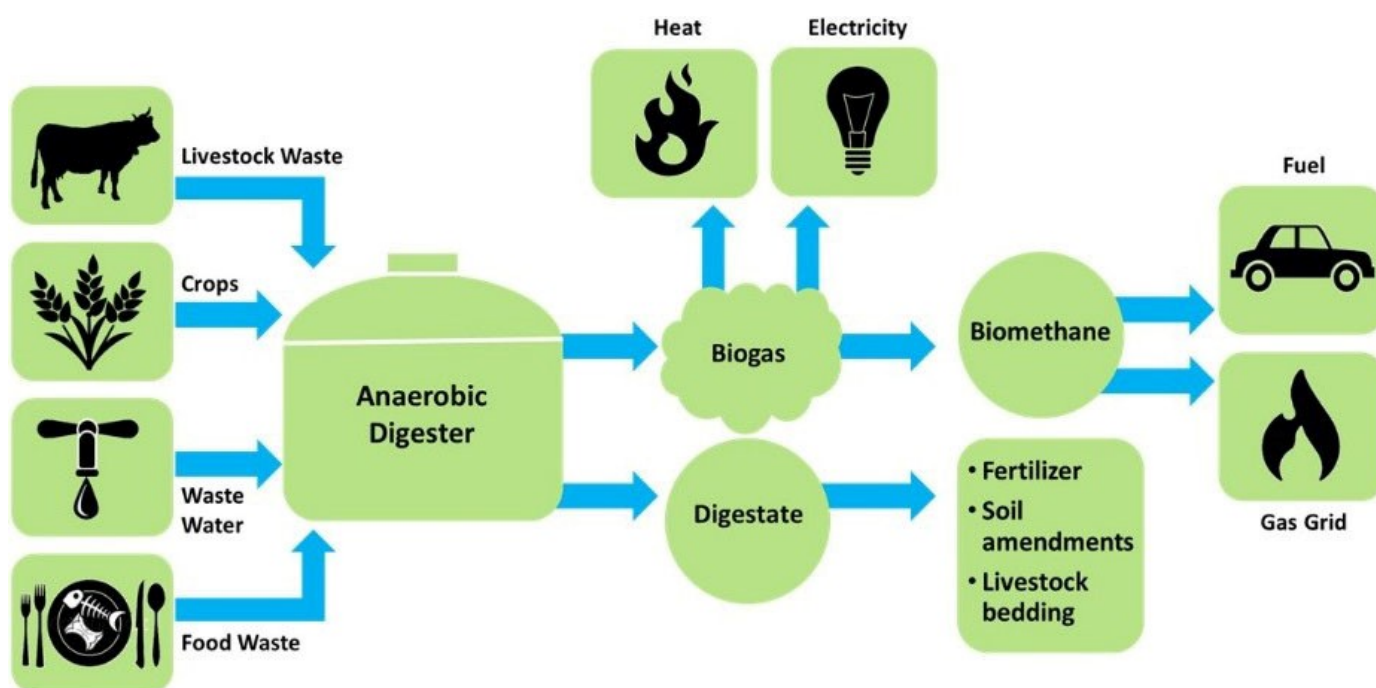 Heat
Electricity
Livestock Waste
Crops
Waste
Water
Food Waste
Anaerobic
Digester
Biogas
Digestate
Biomethane
• Fertilizer
• Soil
amendments
• Livestock
bedding
Fuel
Gas Grid